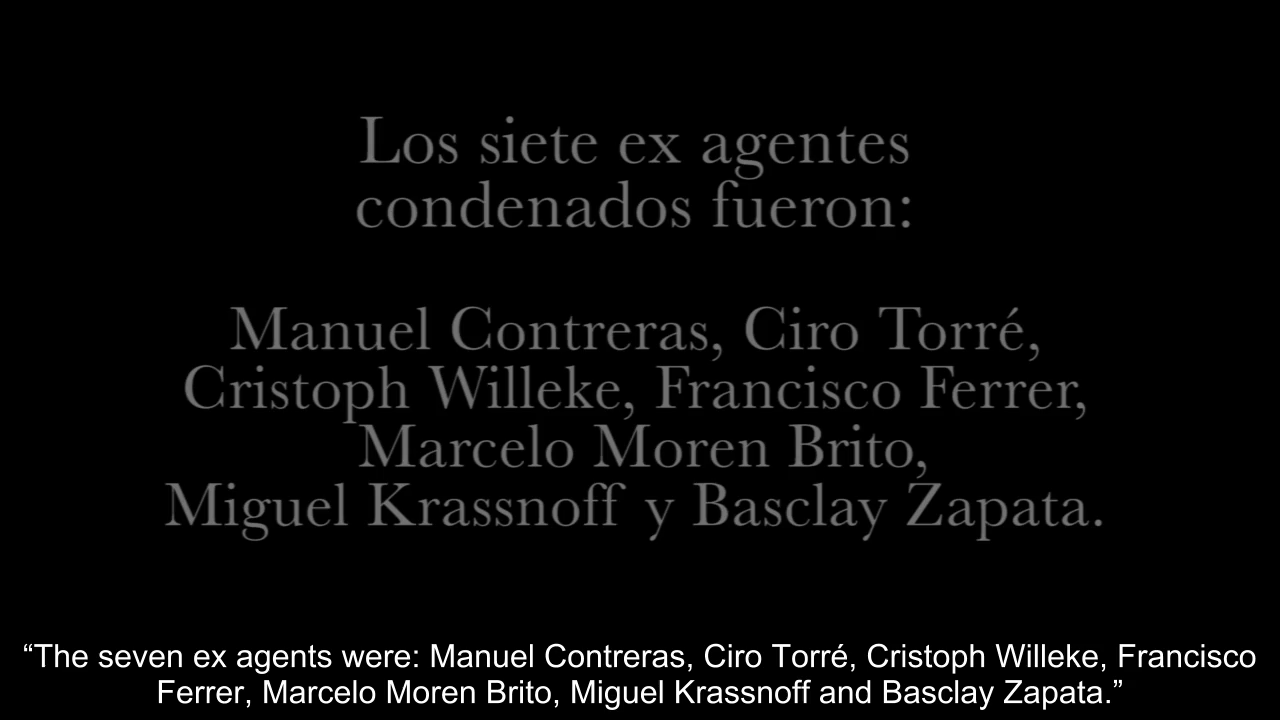 Los siete ex agentes
condenados fueron:
Manuel Contreras, Ciro Torré,
Cristoph Willeke, Francisco Ferrer,
Marcelo Moren Brito,
Miguel Krassnoff y Basclay Zapata.
“The seven ex agents were: Manuel Contreras, Ciro Torré, Cristoph Willeke, Francisco
Ferrer, Marcelo Moren Brito, Miguel Krassnoff and Basclay Zapata.”